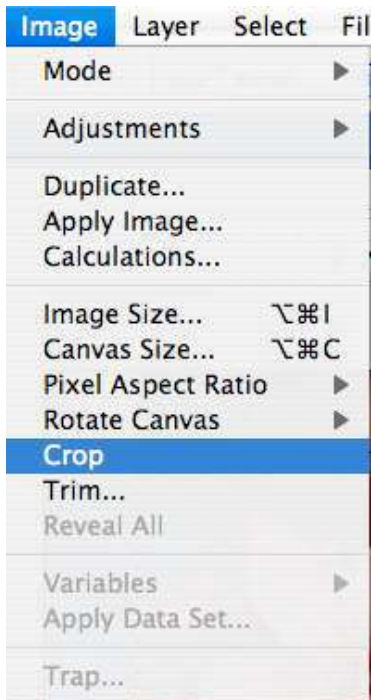 Image Layer Select Fil
Mode
Adjustments
Duplicate...
Apply Image...
Calculations...
Image Size... ⌥⌘I
Canvas Size... ⌥⌘C
Pixel Aspect Ratio
Rotate Canvas
Crop
Trim...
Reveal All
Variables
Apply Data Set...
Trap...